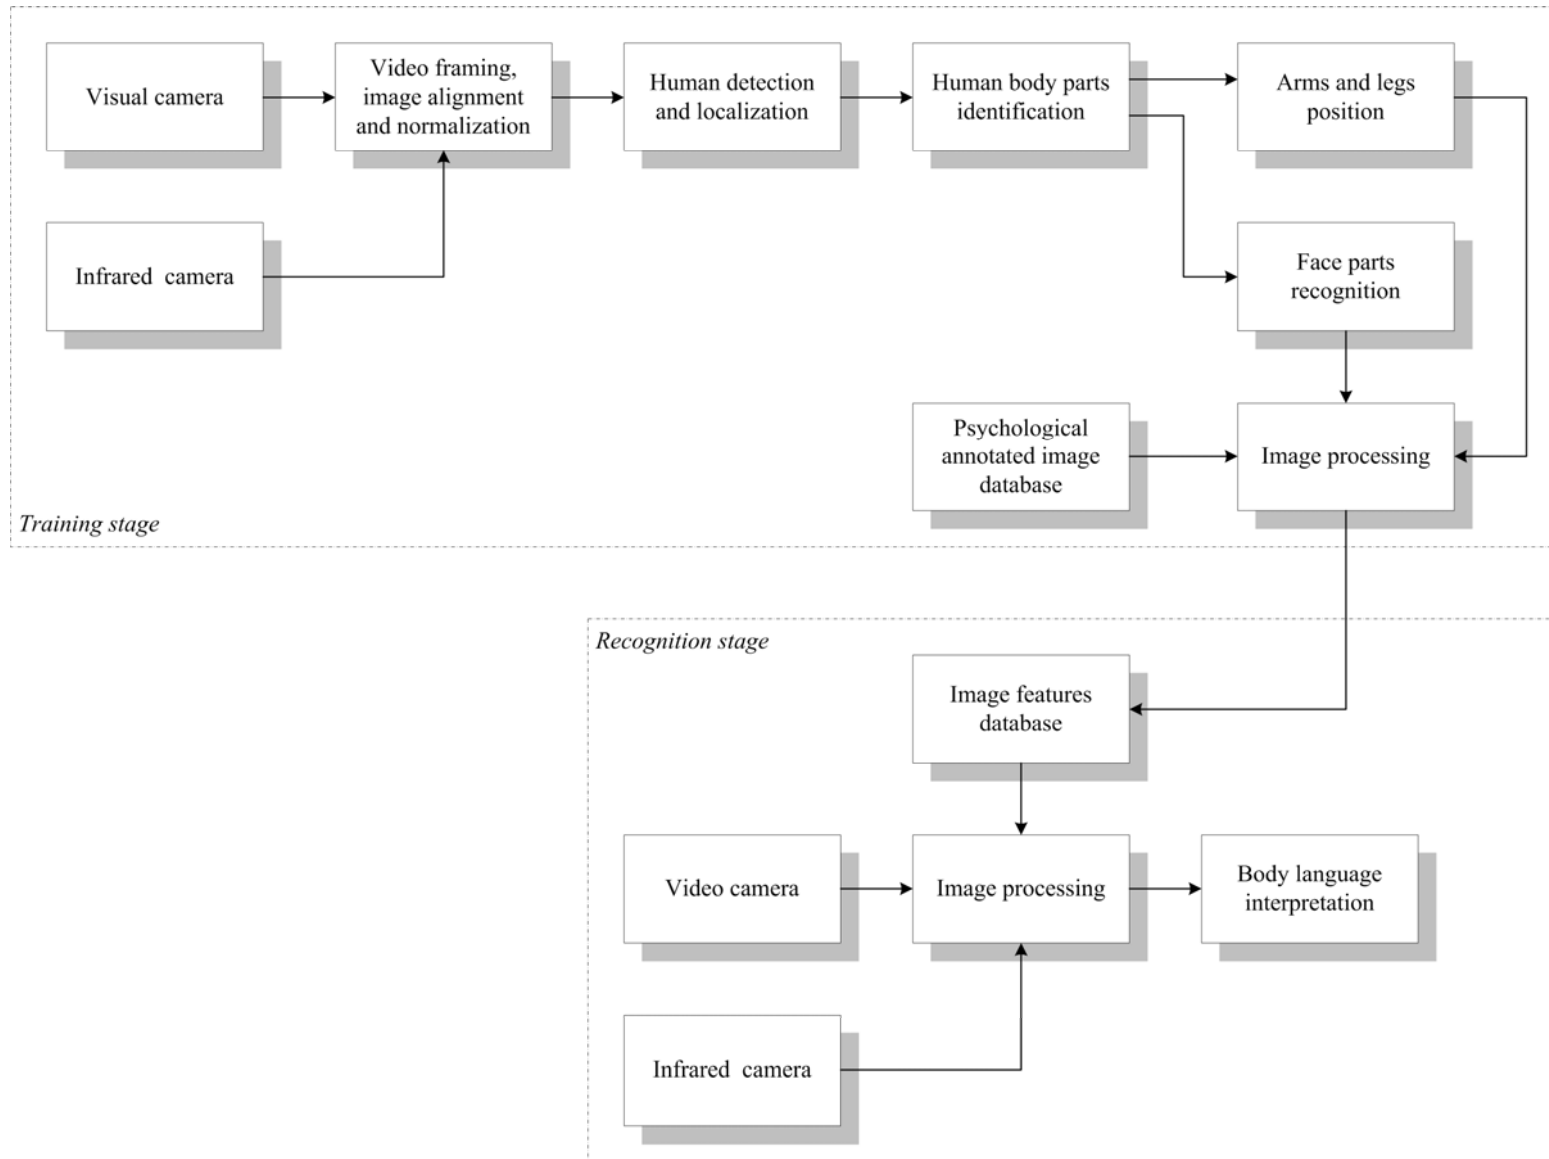 Visual camera
Video framing,
image alignment
and normalization
Human detection
and localization
Human body parts
identification
Arms and legs
position
Infrared  camera
Face parts
recognition
Psychological
annotated image
database
Image processing
Training stage
Recognition stage
Image features
database
Video camera
Image processing
Body language
interpretation
Infrared  camera